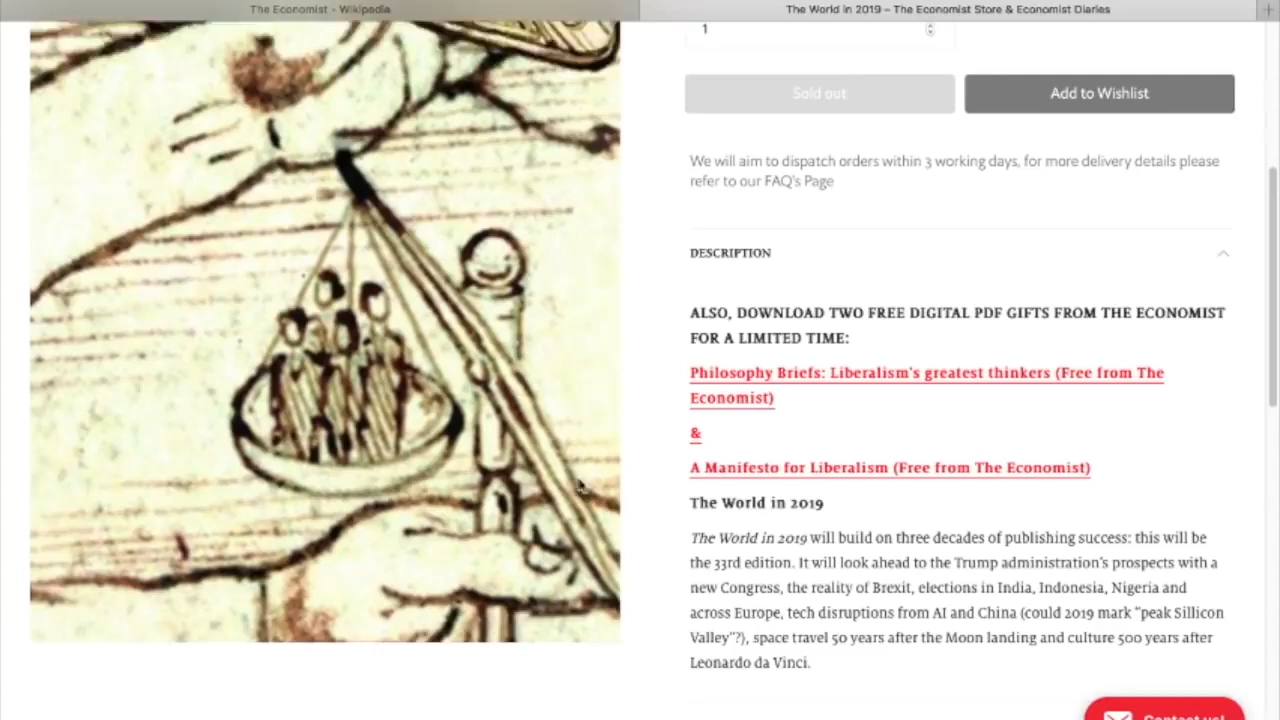 The Economist - Wikipedia
The World in 2019 – The Economist Store & Economist Diaries
1
Sold out
Add to Wishlist
We will aim to dispatch orders within 3 working days, for more delivery details please
refer to our FAQ's Page
DESCRIPTION
ALSO, DOWNLOAD TWO FREE DIGITAL PDF GIFTS FROM THE ECONOMIST
FOR A LIMITED TIME:
Philosophy Briefs: Liberalism's greatest thinkers (Free from The
Economist)
&
A Manifesto for Liberalism (Free from The Economist)
The World in 2019
The World in 2019 will build on three decades of publishing success: this will be
the 33rd edition. It will look ahead to the Trump administration's prospects with a
new Congress, the reality of Brexit, elections in India, Indonesia, Nigeria and
across Europe, tech disruptions from AI and China (could 2019 mark "peak Sillicon
Valley"?), space travel 50 years after the Moon landing and culture 500 years after
Leonardo da Vinci.
Contact us!